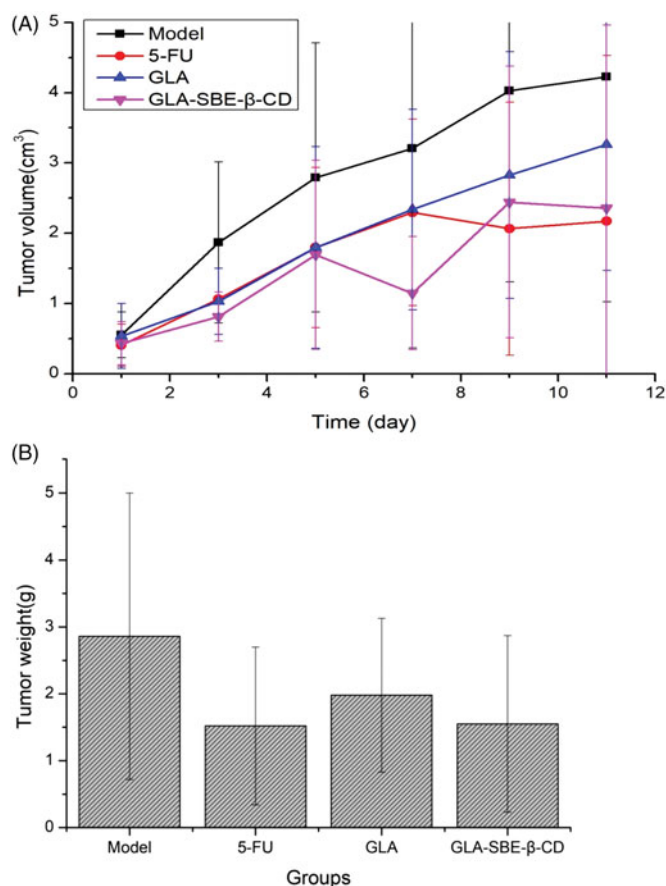 (A)
Model
5-FU
GLA
GLA-SBE-β-CD
Tumor volume(cm³)
5
4
3
2
1
0
0 2 4 6 8 10 12
Time (day)
(B)
Tumor weight(g)
5
4
3
2
1
0
Model 5-FU GLA GLA-SBE-β-CD
Groups